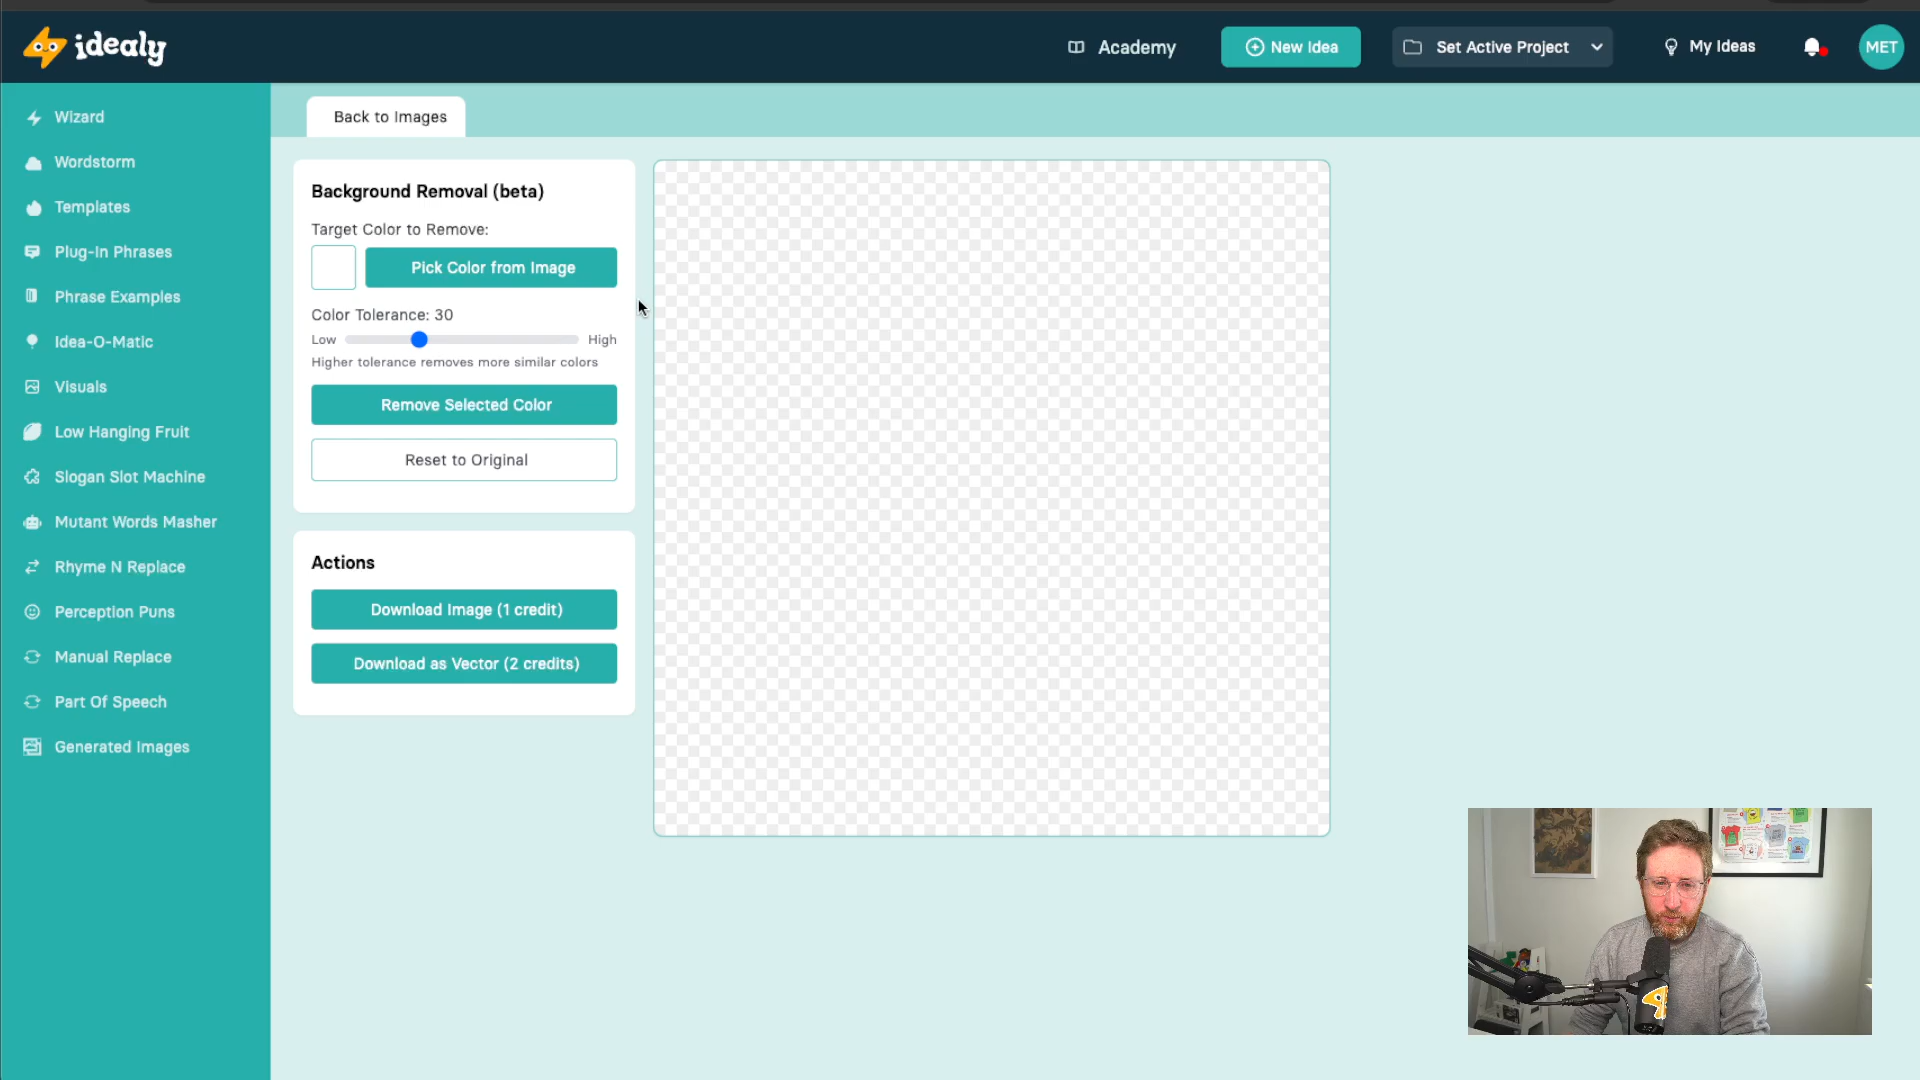 idealy
Academy
New Idea
Set Active Project
My Ideas
MET
Wizard
Wordstorm
Templates
Plug-In Phrases
Phrase Examples
Idea-O-Matic
Visuals
Low Hanging Fruit
Slogan Slot Machine
Mutant Words Masher
Rhyme N Replace
Perception Puns
Manual Replace
Part Of Speech
Generated Images
Back to Images
Background Removal (beta)
Target Color to Remove:
Pick Color from Image
Color Tolerance: 30
Low
High
Higher tolerance removes more similar colors
Remove Selected Color
Reset to Original
Actions
Download Image (1 credit)
Download as Vector (2 credits)